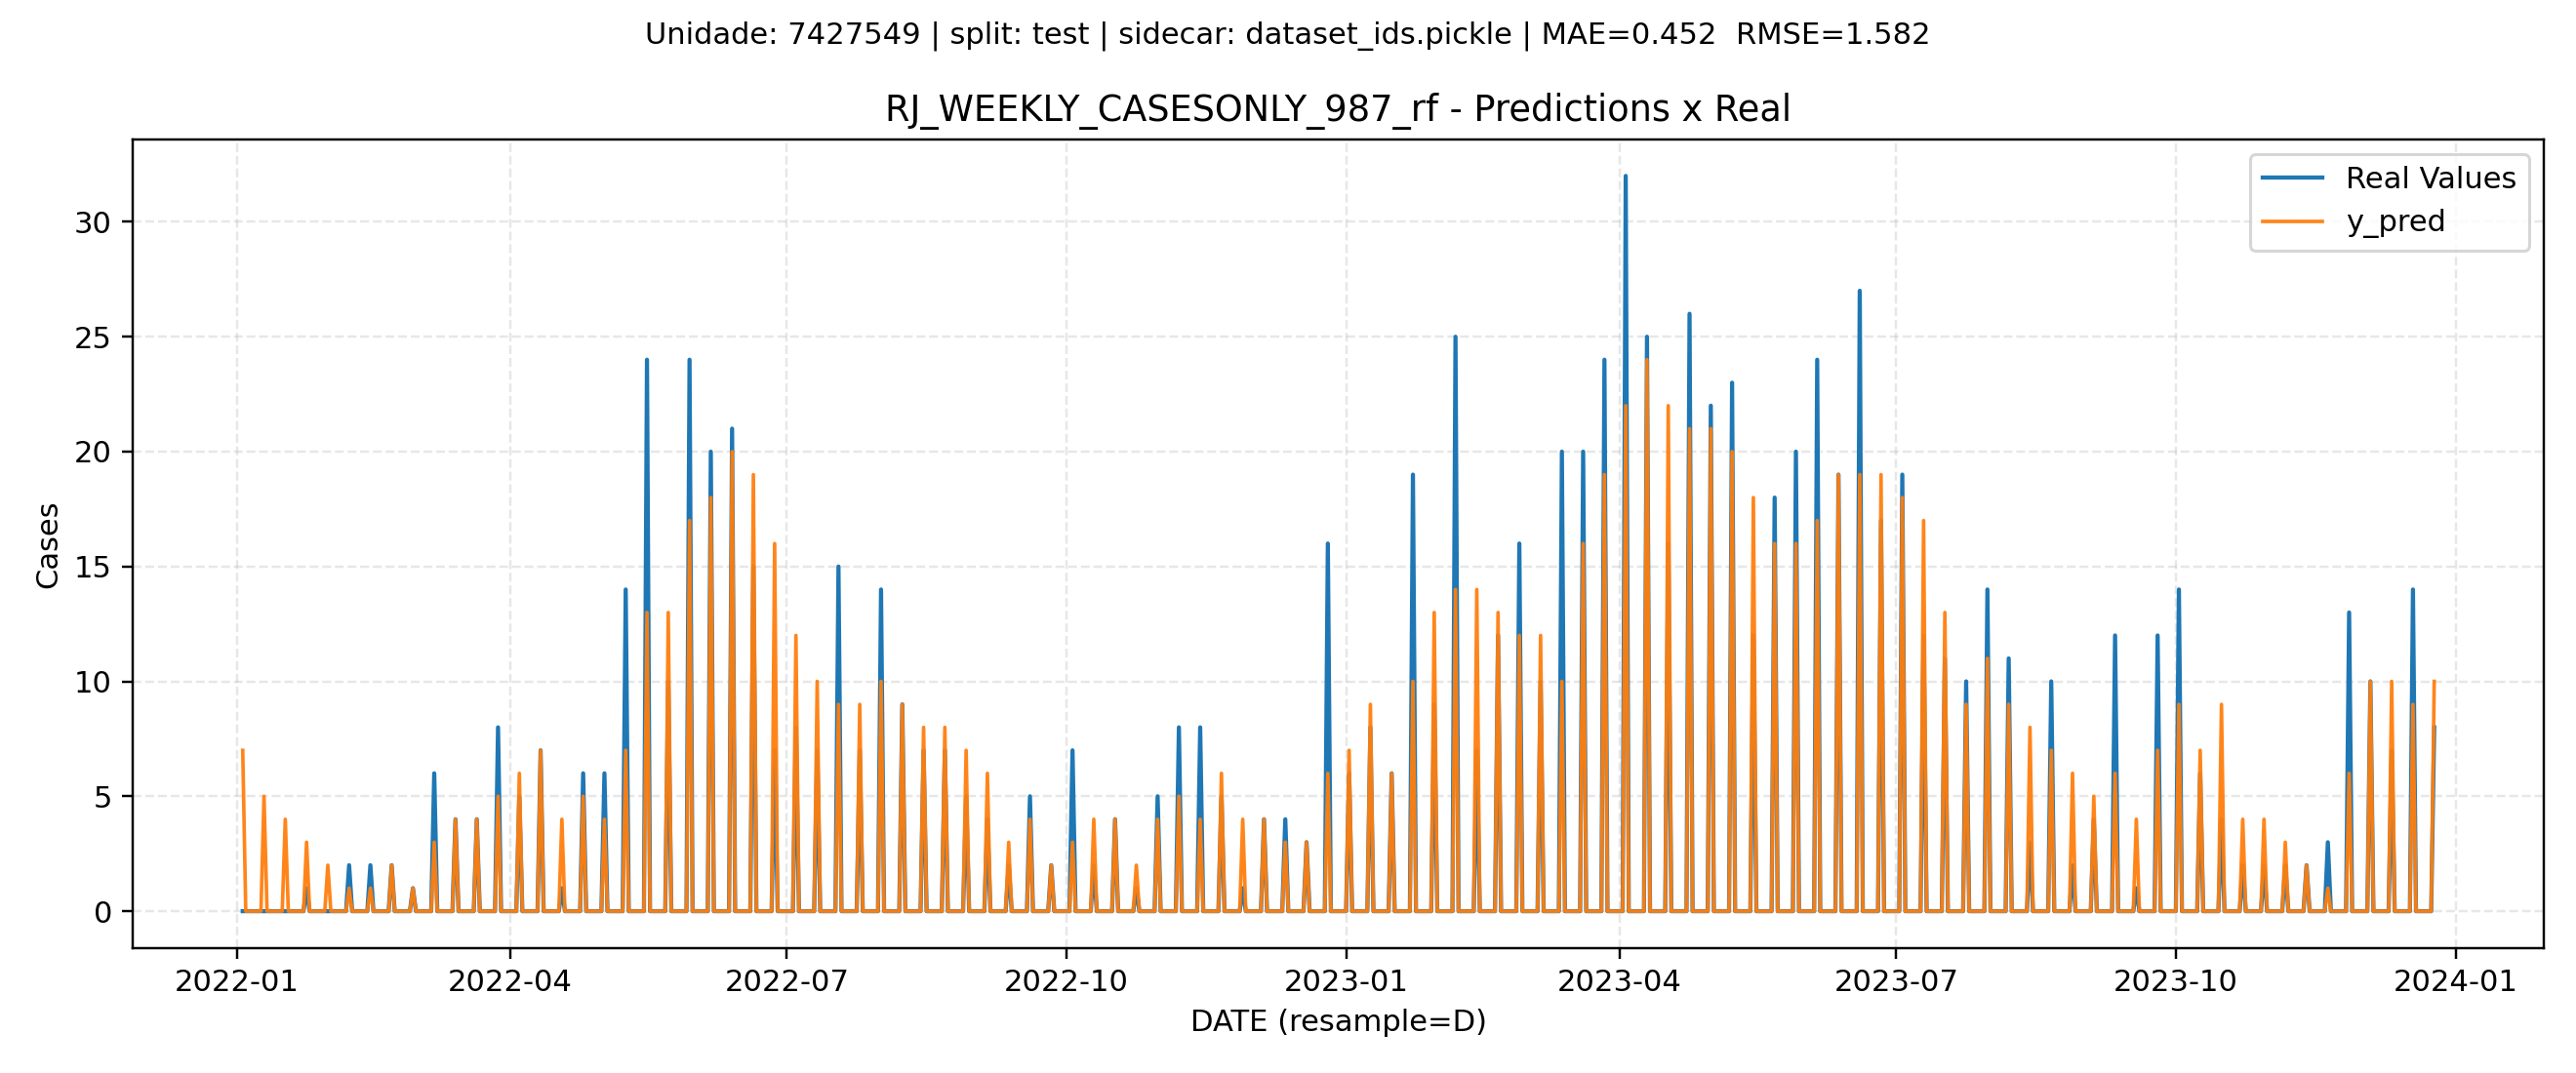 Unidade: 7427549 | split: test | sidecar: dataset_ids.pickle | MAE=0.452  RMSE=1.582
RJ_WEEKLY_CASESONLY_987_rf - Predictions x Real
Real Values
y_pred
Cases
30
25
20
15
10
5
0
2022-01
2022-04
2022-07
2022-10
2023-01
2023-04
2023-07
2023-10
2024-01
DATE (resample=D)